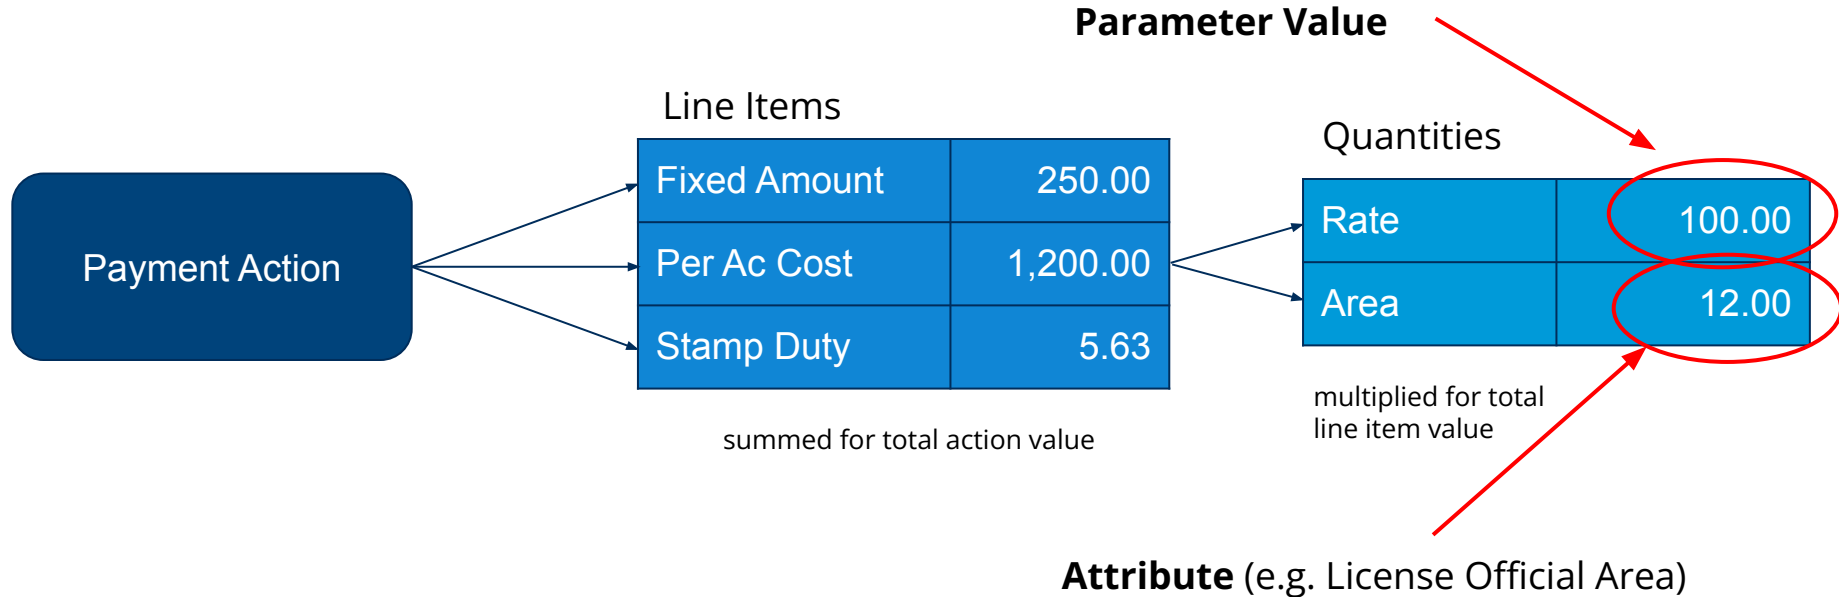 Parameter Value
Line Items
Quantities
Payment Action
Fixed Amount 250.00
Per Ac Cost 1,200.00
Stamp Duty 5.63
Rate 100.00
Area 12.00
summed for total action value
multiplied for total
line item value
Attribute (e.g. License Official Area)